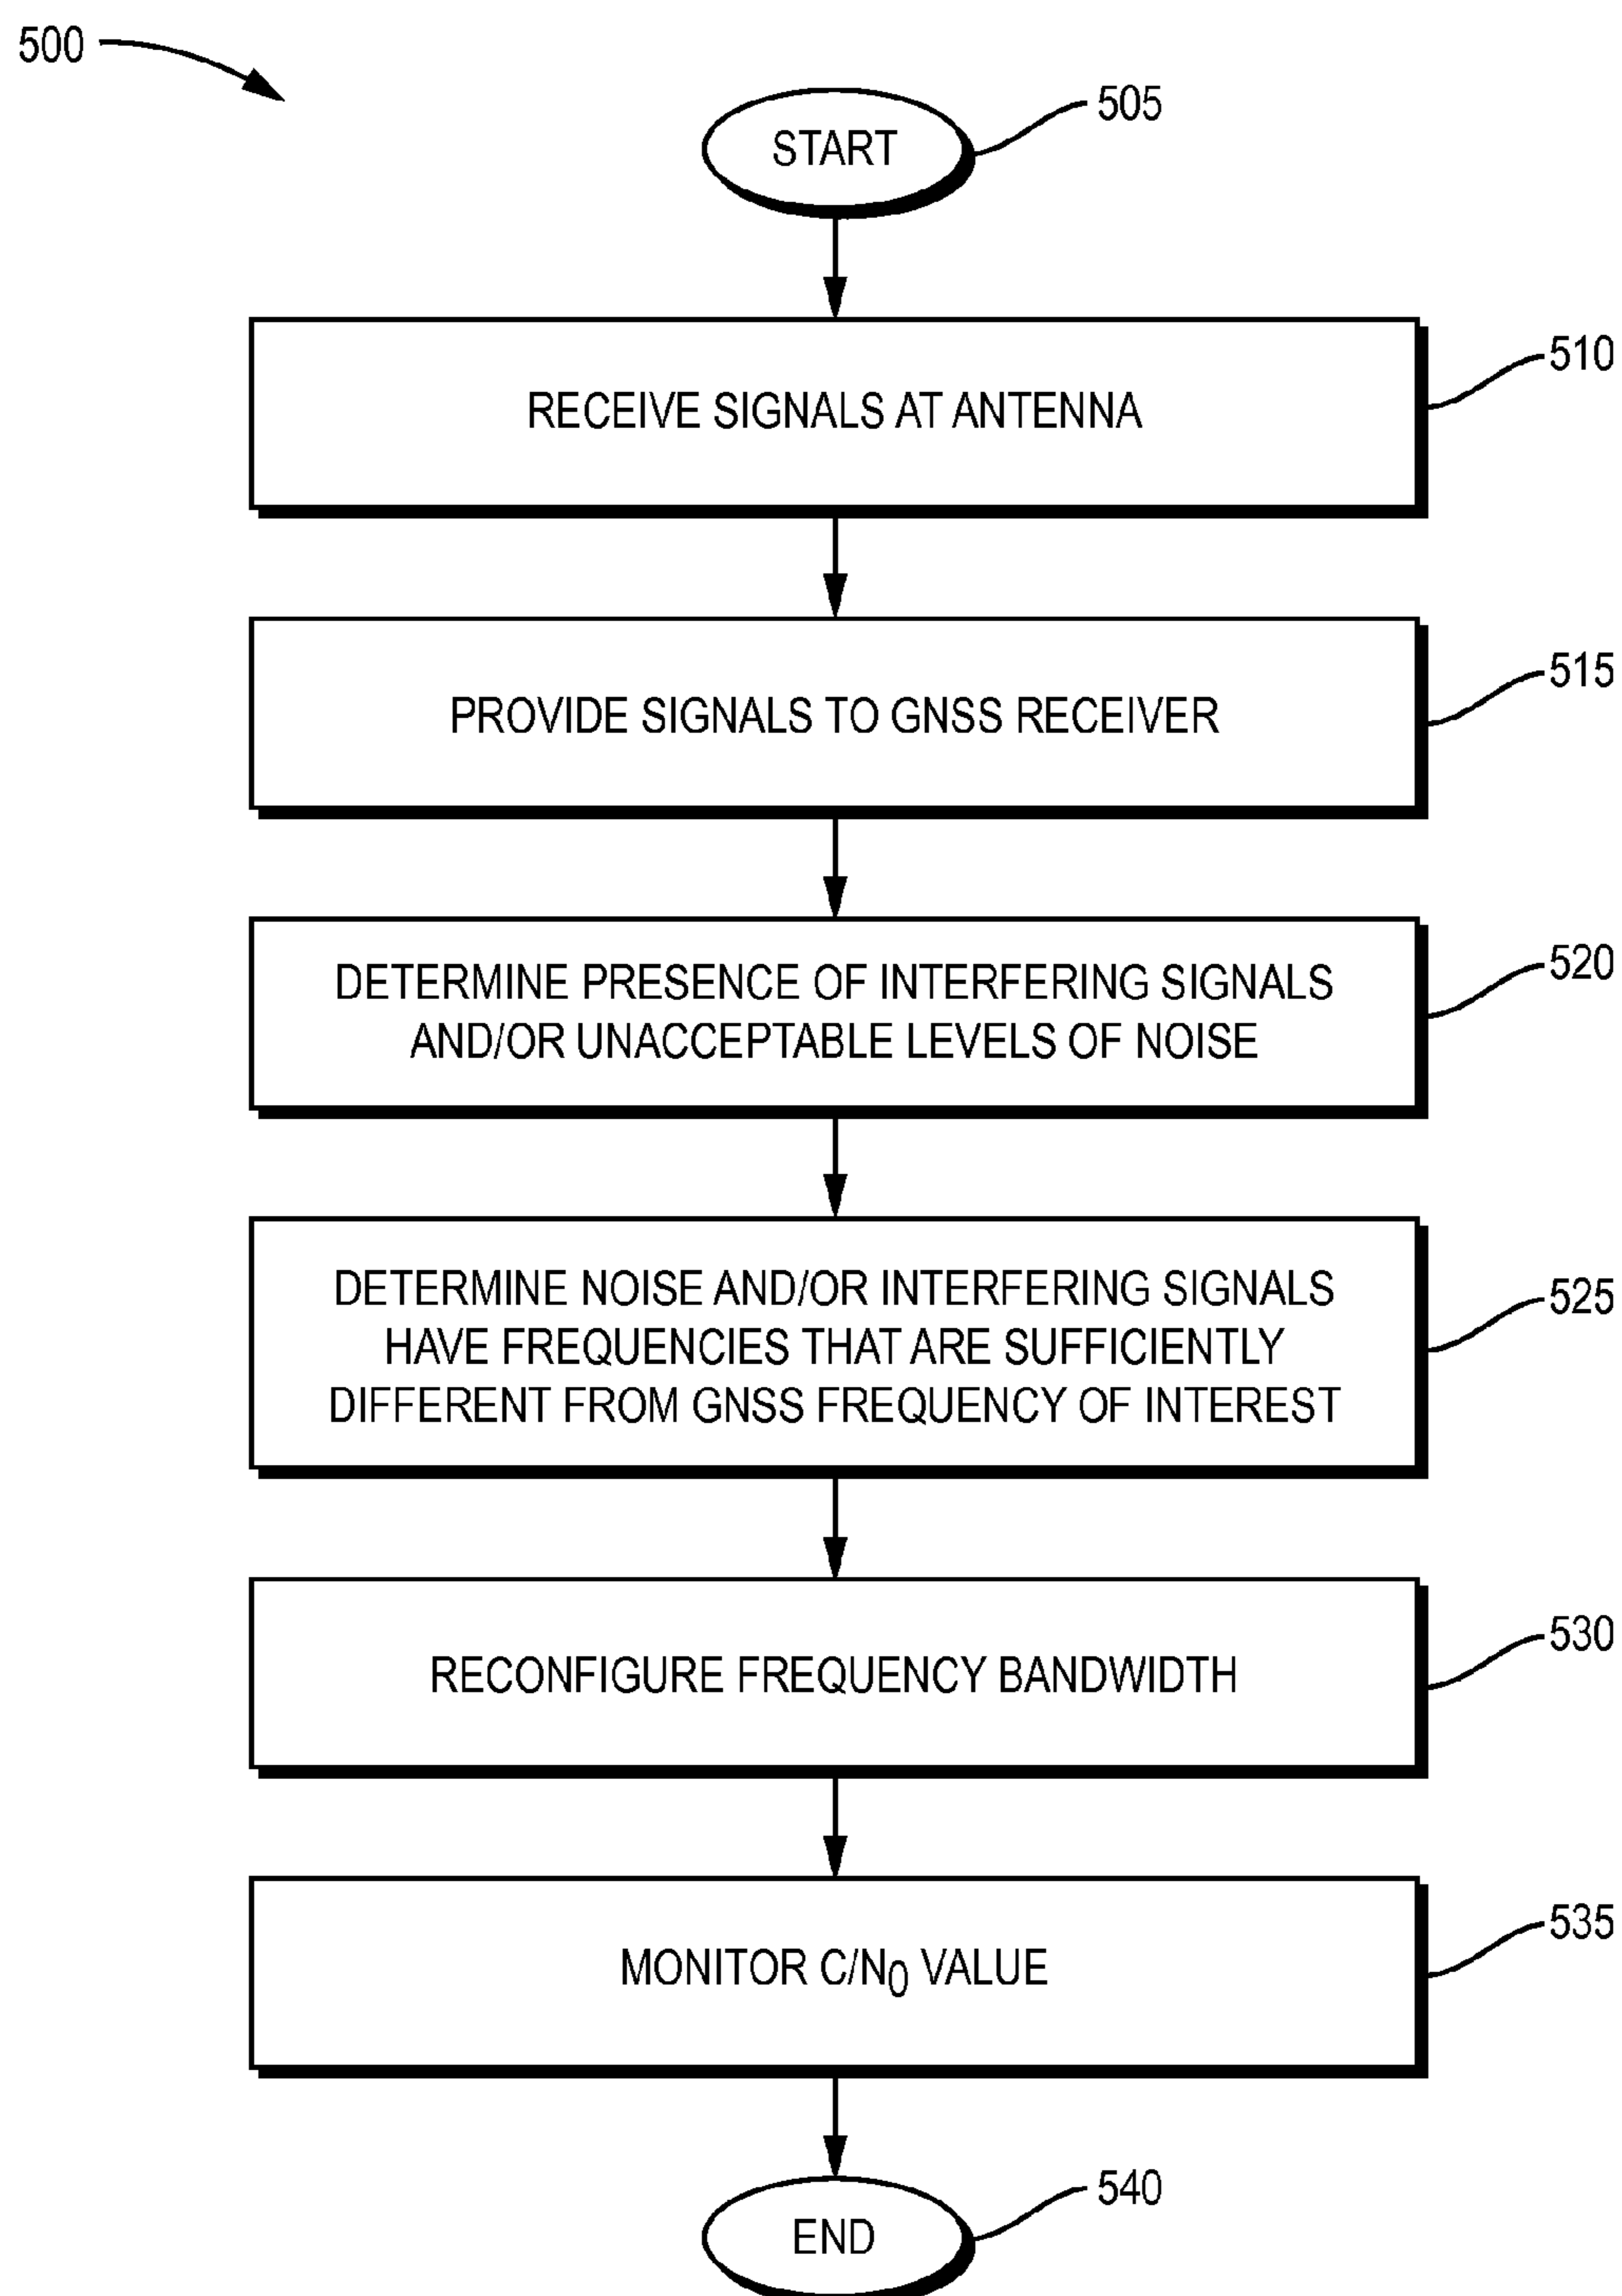 500
START
505
RECEIVE SIGNALS AT ANTENNA
510
PROVIDE SIGNALS TO GNSS RECEIVER
515
DETERMINE PRESENCE OF INTERFERING SIGNALS
AND/OR UNACCEPTABLE LEVELS OF NOISE
520
DETERMINE NOISE AND/OR INTERFERING SIGNALS
HAVE FREQUENCIES THAT ARE SUFFICIENTLY
DIFFERENT FROM GNSS FREQUENCY OF INTEREST
525
RECONFIGURE FREQUENCY BANDWIDTH
530
MONITOR C/N₀ VALUE
535
END
540